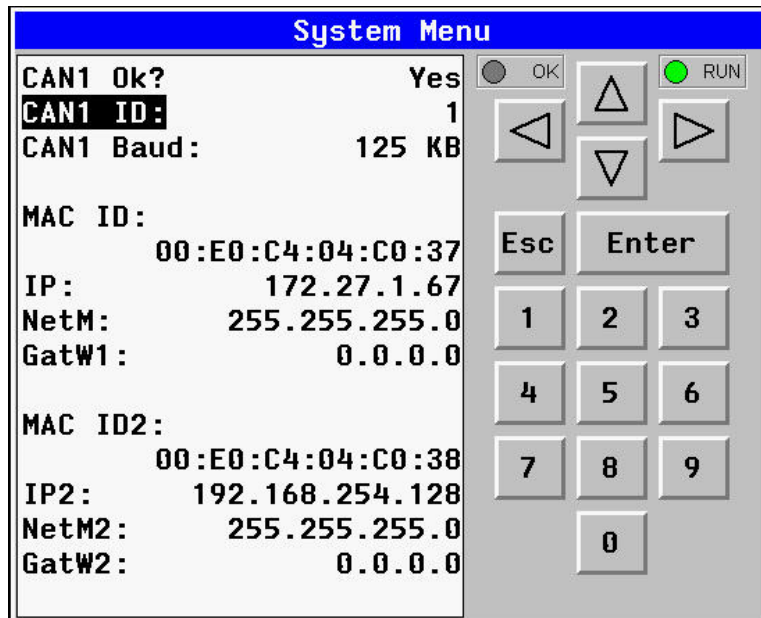 System Menu
CAN1 Ok? Yes
CAN1 ID: 1
CAN1 Baud: 125 KB
MAC ID:
00:E0:C4:04:C0:37
IP: 172.27.1.67
NetM: 255.255.255.0
GatW1: 0.0.0.0
MAC ID2:
00:E0:C4:04:C0:38
IP2: 192.168.254.128
NetM2: 255.255.255.0
GatW2: 0.0.0.0
OK RUN
Esc Enter
1 2 3
4 5 6
7 8 9
0